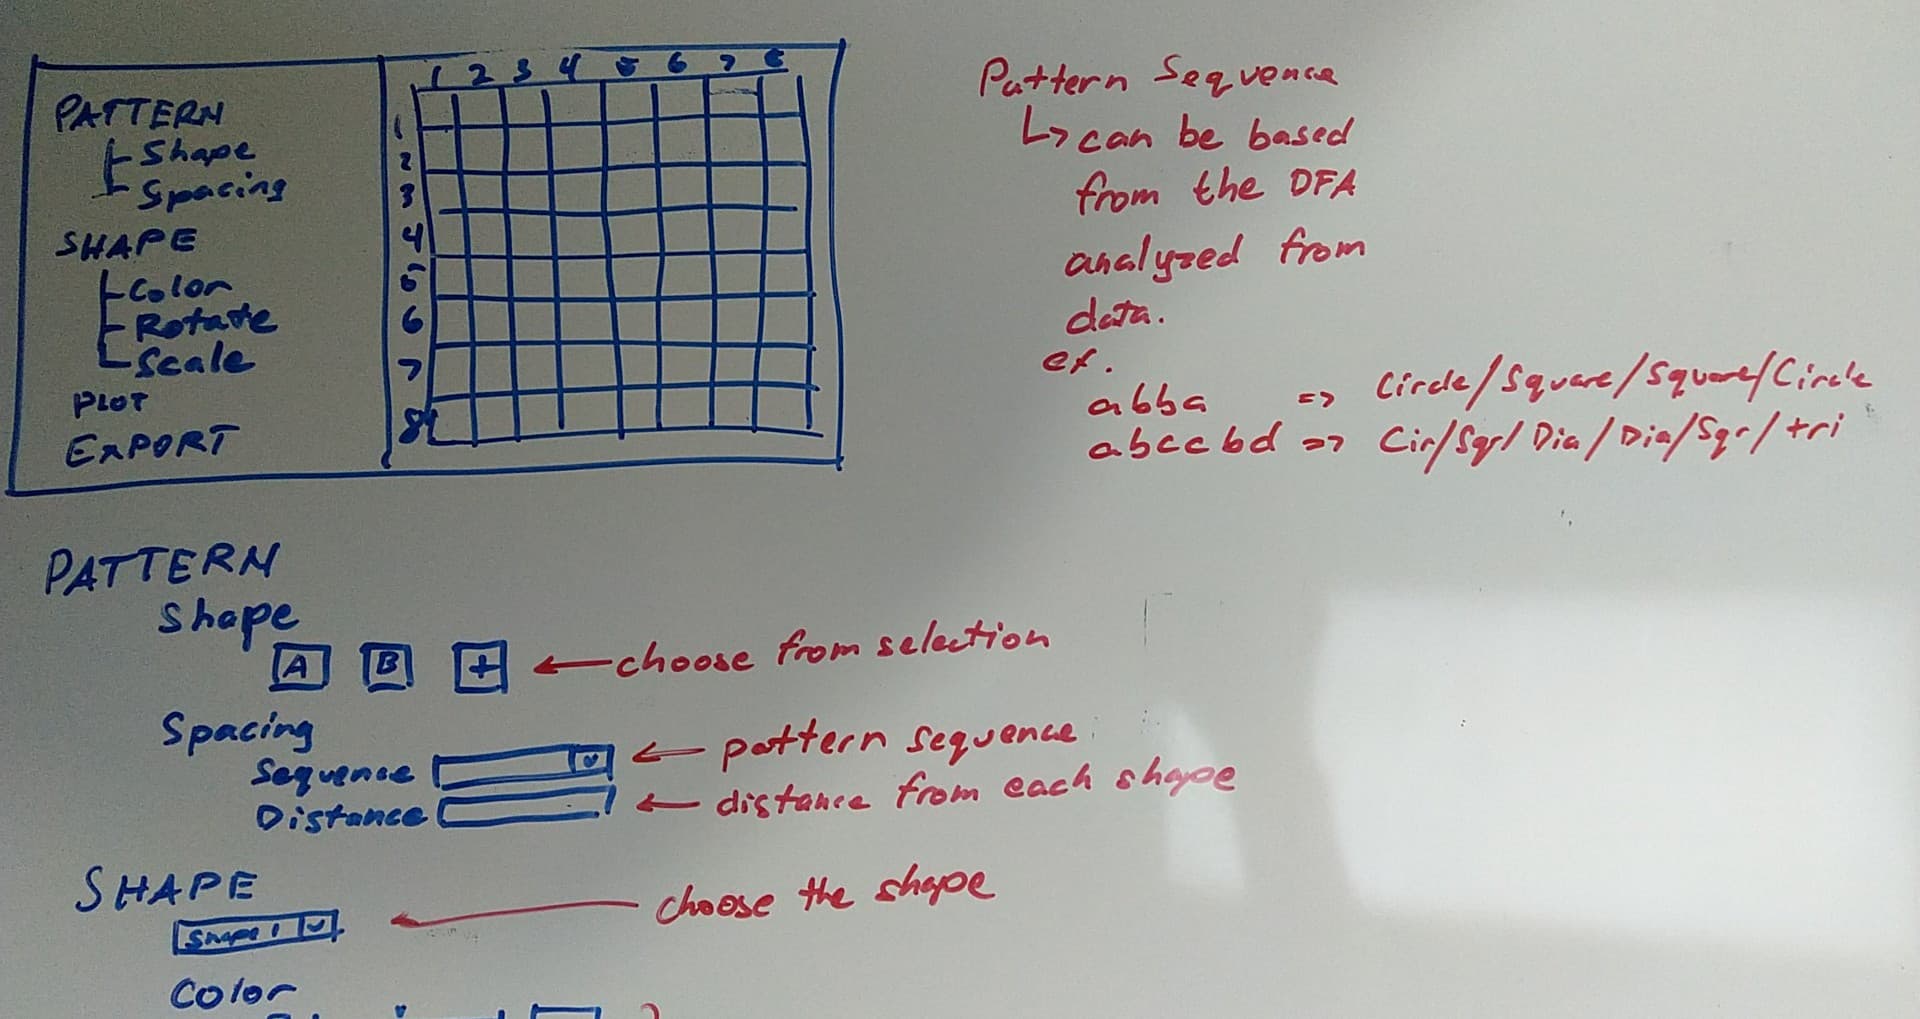 PATTERN
Shape
Spacing
SHAPE
Color
Rotate
Scale
PLOT
EXPORT
1 2 3 4 5 6 7 8
1
2
3
4
5
6
7
8
Pattern Sequence
↳ can be based
from the DFA
analyzed from
data.
ex.
abba => Circle/Square/Square/Circle
abccbd => Cir/Sqr/Dia/Dia/Sqr/tri
PATTERN
Shape
A B + ← choose from selection
Spacing
Sequence ← pattern sequence
Distance ← distance from each shape
SHAPE
Shape 1 ← choose the shape
Color